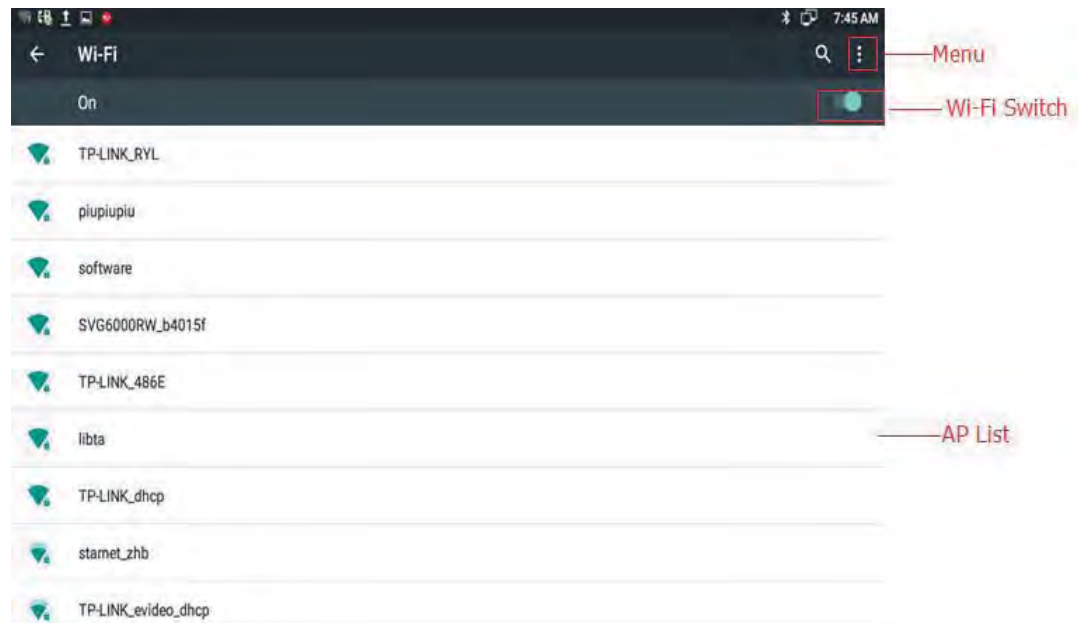 7:45 AM
Wi-Fi
Menu
On
Wi-Fi Switch
TP-LINK_RYL
piupiupiu
software
SVG6000RW_b4015f
TP-LINK_486E
libta
AP List
TP-LINK_dhcp
starnet_zhb
TP-LINK_evideo_dhcp